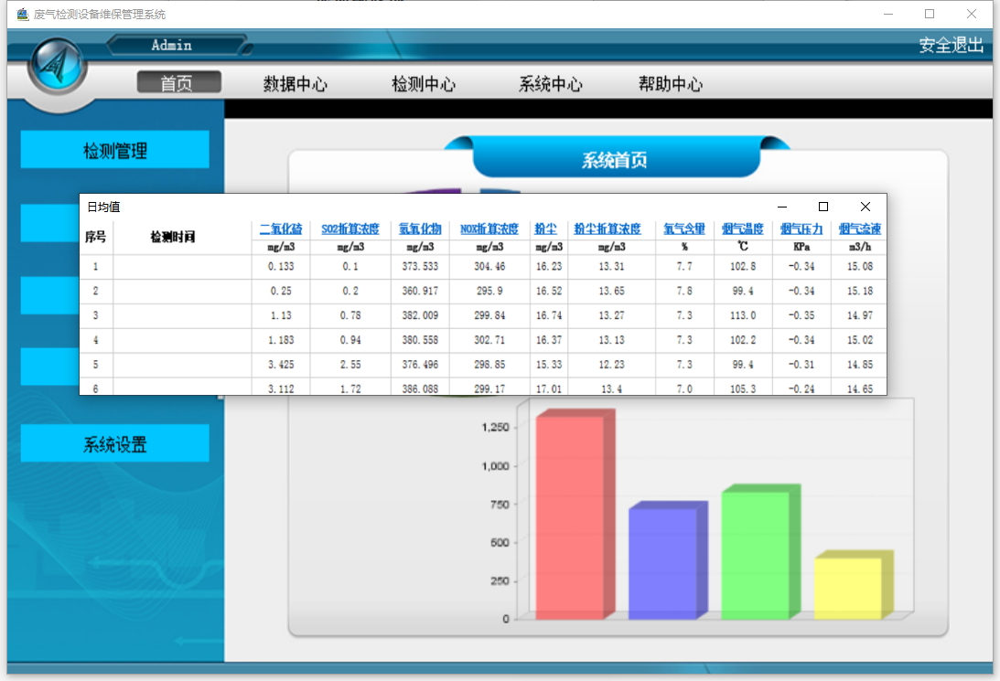 废气检测设备维保管理系统
Admin
安全退出
首页 数据中心 检测中心 系统中心 帮助中心
检测管理
系统首页
日均值
序号 检测时间 二氧化硫 SO2折算浓度 氮氧化物 NOX折算浓度 粉尘 粉尘折算浓度 氧气含量 烟气温度 烟气压力 烟气流速
mg/m3 mg/m3 mg/m3 mg/m3 mg/m3 mg/m3 % ℃ KPa m3/h
1 0.133 0.1 373.533 304.46 16.23 13.31 7.7 102.8 -0.34 15.08
2 0.25 0.2 360.917 295.9 16.52 13.65 7.8 99.4 -0.34 15.18
3 1.13 0.78 382.009 299.84 16.74 13.27 7.3 113.0 -0.35 14.97
4 1.183 0.94 380.558 302.71 16.37 13.13 7.3 102.2 -0.34 15.02
5 3.425 2.55 376.496 298.85 15.33 12.23 7.3 99.4 -0.31 14.85
6 3.112 1.72 386.088 299.17 17.01 13.4 7.0 105.3 -0.24 14.65
系统设置
1,250
1,000
750
500
250
0